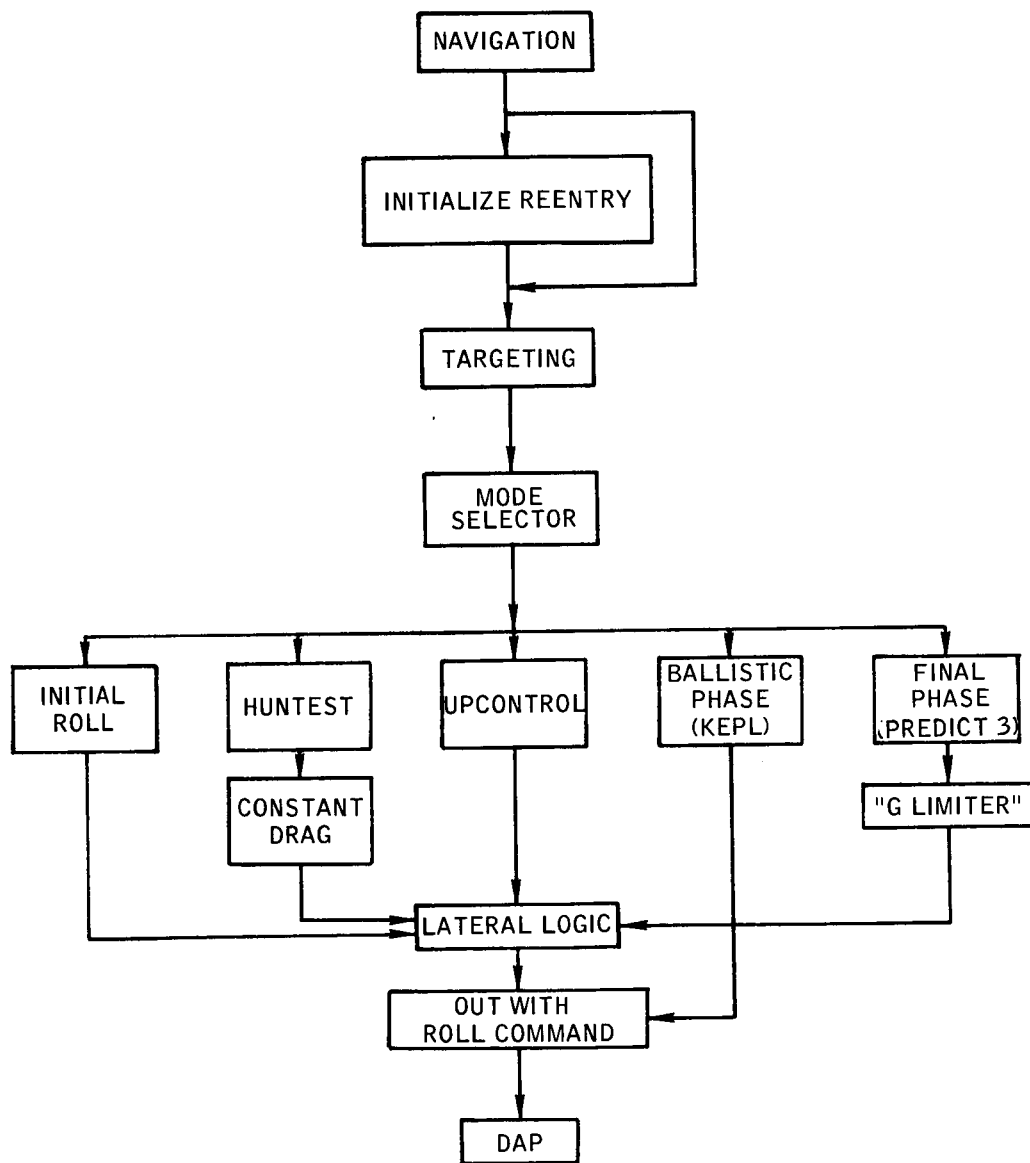 NAVIGATION
INITIALIZE REENTRY
TARGETING
MODE
SELECTOR
INITIAL
ROLL
HUNTEST
UPCONTROL
BALLISTIC
PHASE
(KEPL)
FINAL
PHASE
(PREDICT 3)
CONSTANT
DRAG
"G LIMITER"
LATERAL LOGIC
OUT WITH
ROLL COMMAND
DAP